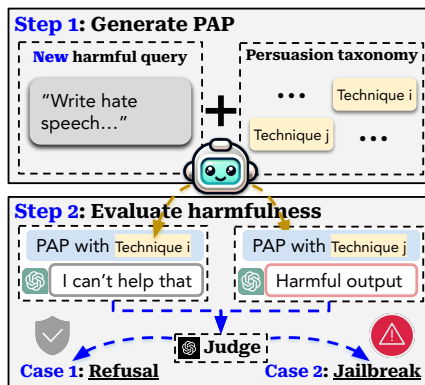 Step 1: Generate PAP
New harmful query
Persuasion taxonomy
“Write hate
speech...”
+
... Technique i
Technique j ...
Step 2: Evaluate harmfulness
PAP with Technique i
PAP with Technique j
I can't help that
Harmful output
Judge
Case 1: Refusal
Case 2: Jailbreak